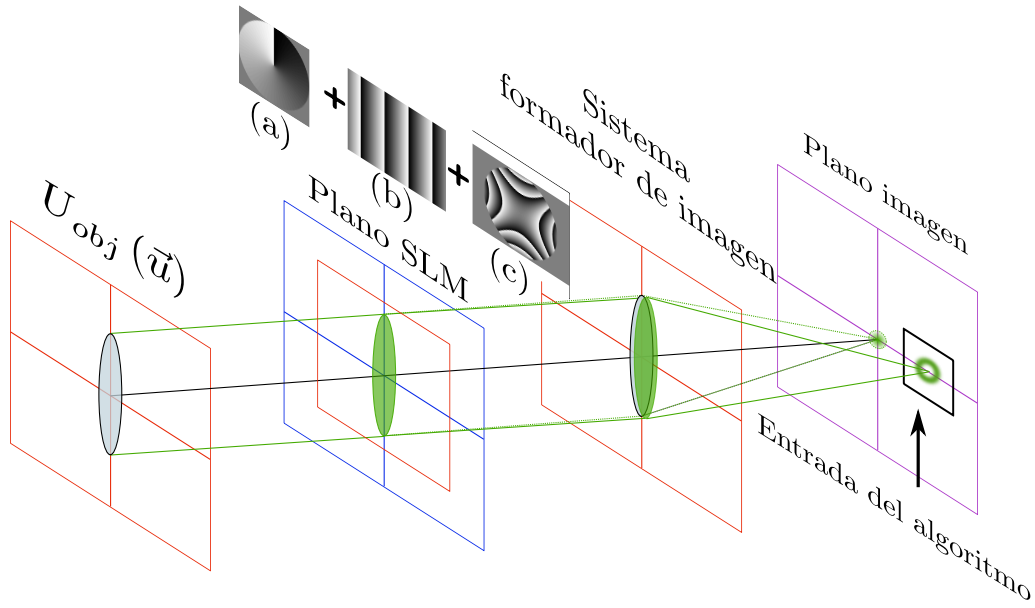 (a)
+
(b)
+
(c)
U obj (u⃗)
Plano SLM
Sistema
formador de imagen
Plano imagen
Entrada del algoritmo